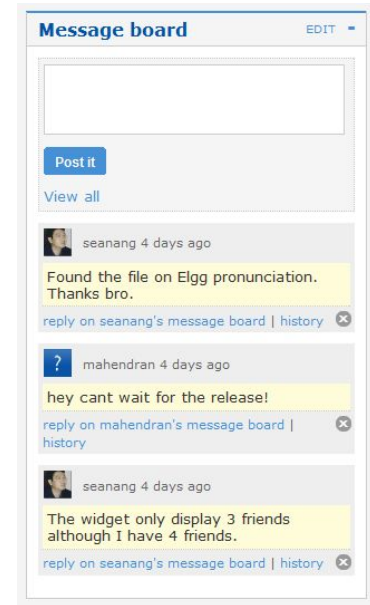 Message board EDIT -
Post it
View all
seanang 4 days ago
Found the file on Elgg pronunciation.
Thanks bro.
reply on seanang's message board | history
?
mahendran 4 days ago
hey cant wait for the release!
reply on mahendran's message board |
history
seanang 4 days ago
The widget only display 3 friends
although I have 4 friends.
reply on seanang's message board | history